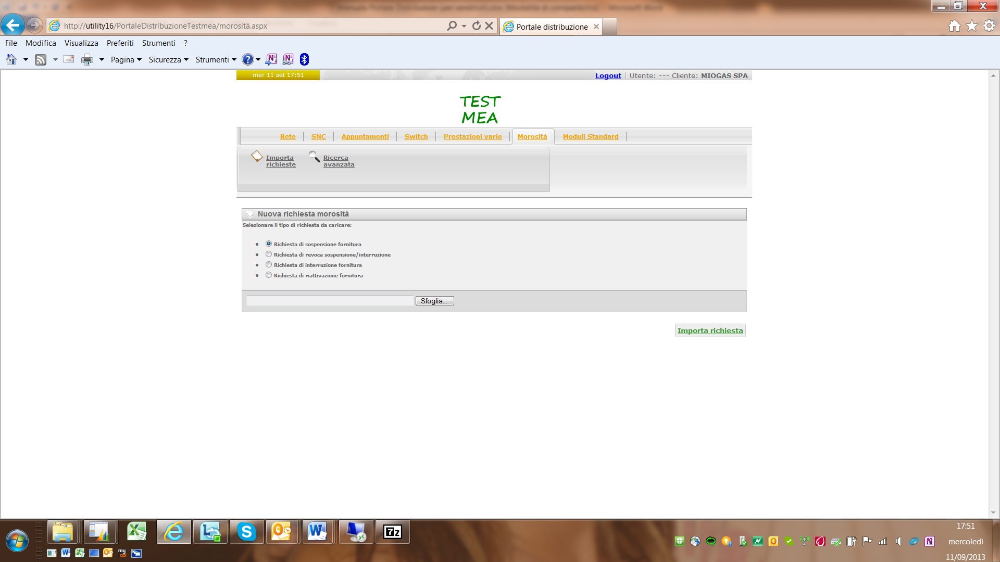 http://utility16/PortaleDistribuzioneTestmea/morosità.aspx
Portale distribuzione
File Modifica Visualizza Preferiti Strumenti ?
Pagina Sicurezza Strumenti
mer 11 set 17:51
Logout Utente: --- Cliente: MIOGAS SPA
TEST
MEA
Rete SNC Appuntamenti Switch Prestazioni varie Morosità Moduli Standard
Importa richieste
Ricerca avanzata
Nuova richiesta morosità
Selezionare il tipo di richiesta da caricare:
Richiesta di sospensione fornitura
Richiesta di revoca sospensione/interruzione
Richiesta di interruzione fornitura
Richiesta di riattivazione fornitura
Sfoglia...
Importa richiesta
17:51
mercoledì
11/09/2013